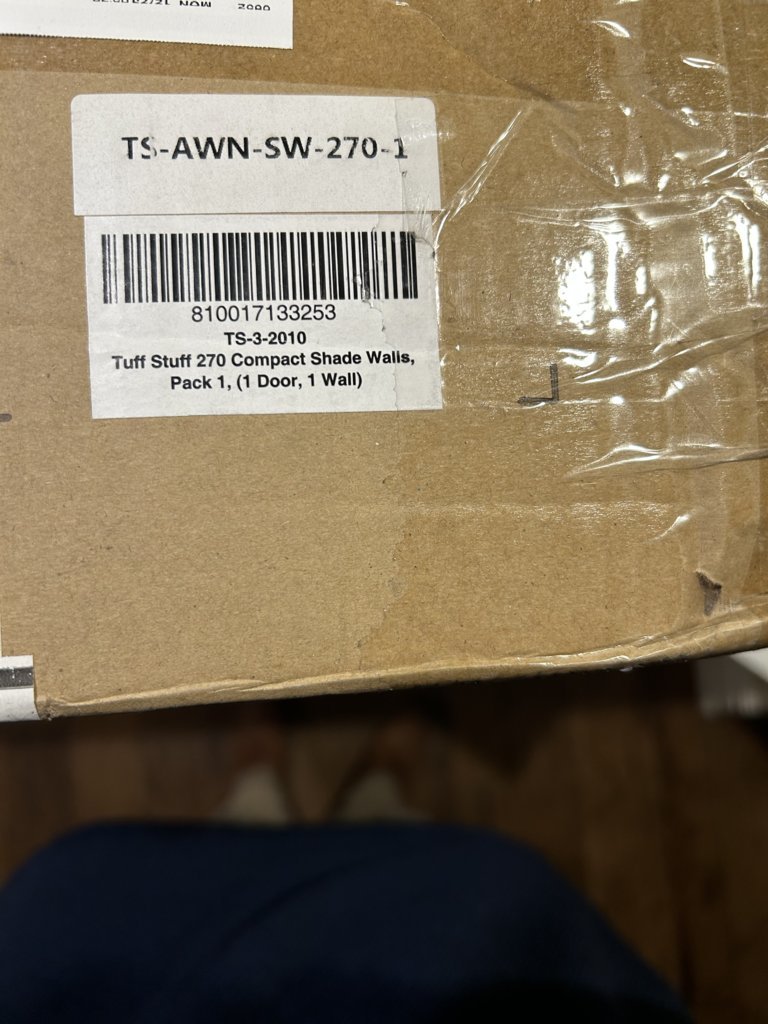 TS-AWN-SW-270-1
810017133253
TS-3-2010
Tuff Stuff 270 Compact Shade Walls,
Pack 1, (1 Door, 1 Wall)